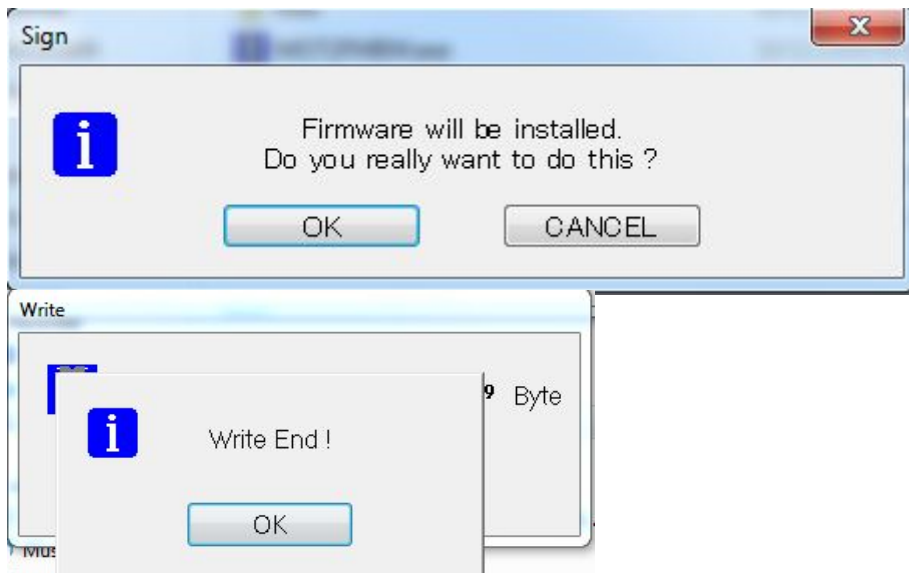 Sign
Firmware will be installed.
Do you really want to do this ?
OK
CANCEL
Write
9 Byte
Write End !
OK